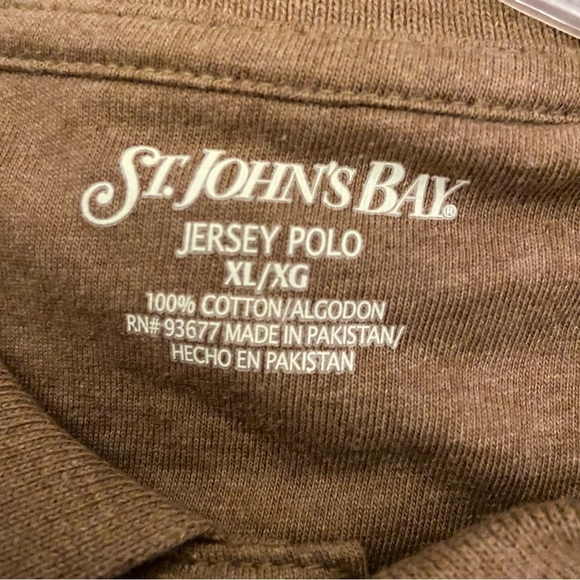 ST. JOHN'S BAY®
JERSEY POLO
XL/XG
100% COTTON/ALGODON
RN# 93677 MADE IN PAKISTAN/
HECHO EN PAKISTAN